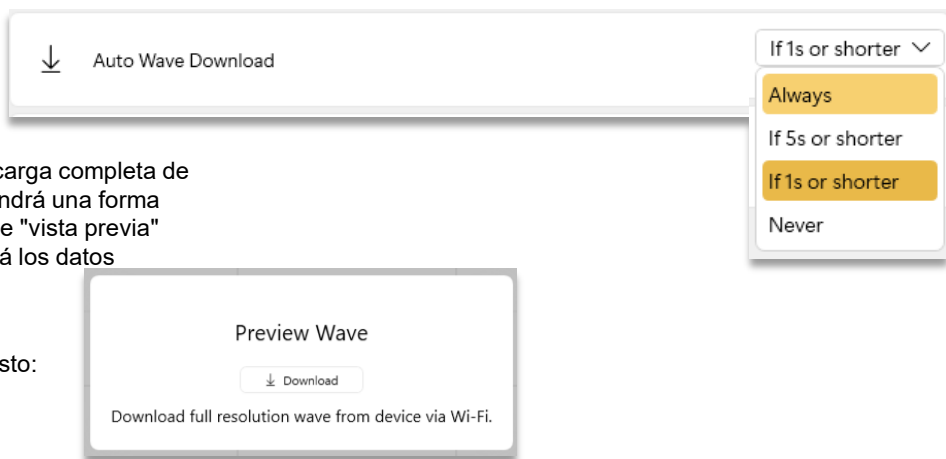 Auto Wave Download
If 1s or shorter
Always
If 5s or shorter
If 1s or shorter
Never
carga completa de
ndrá una forma
e "vista previa"
á los datos
sto:
Preview Wave
Download
Download full resolution wave from device via Wi-Fi.